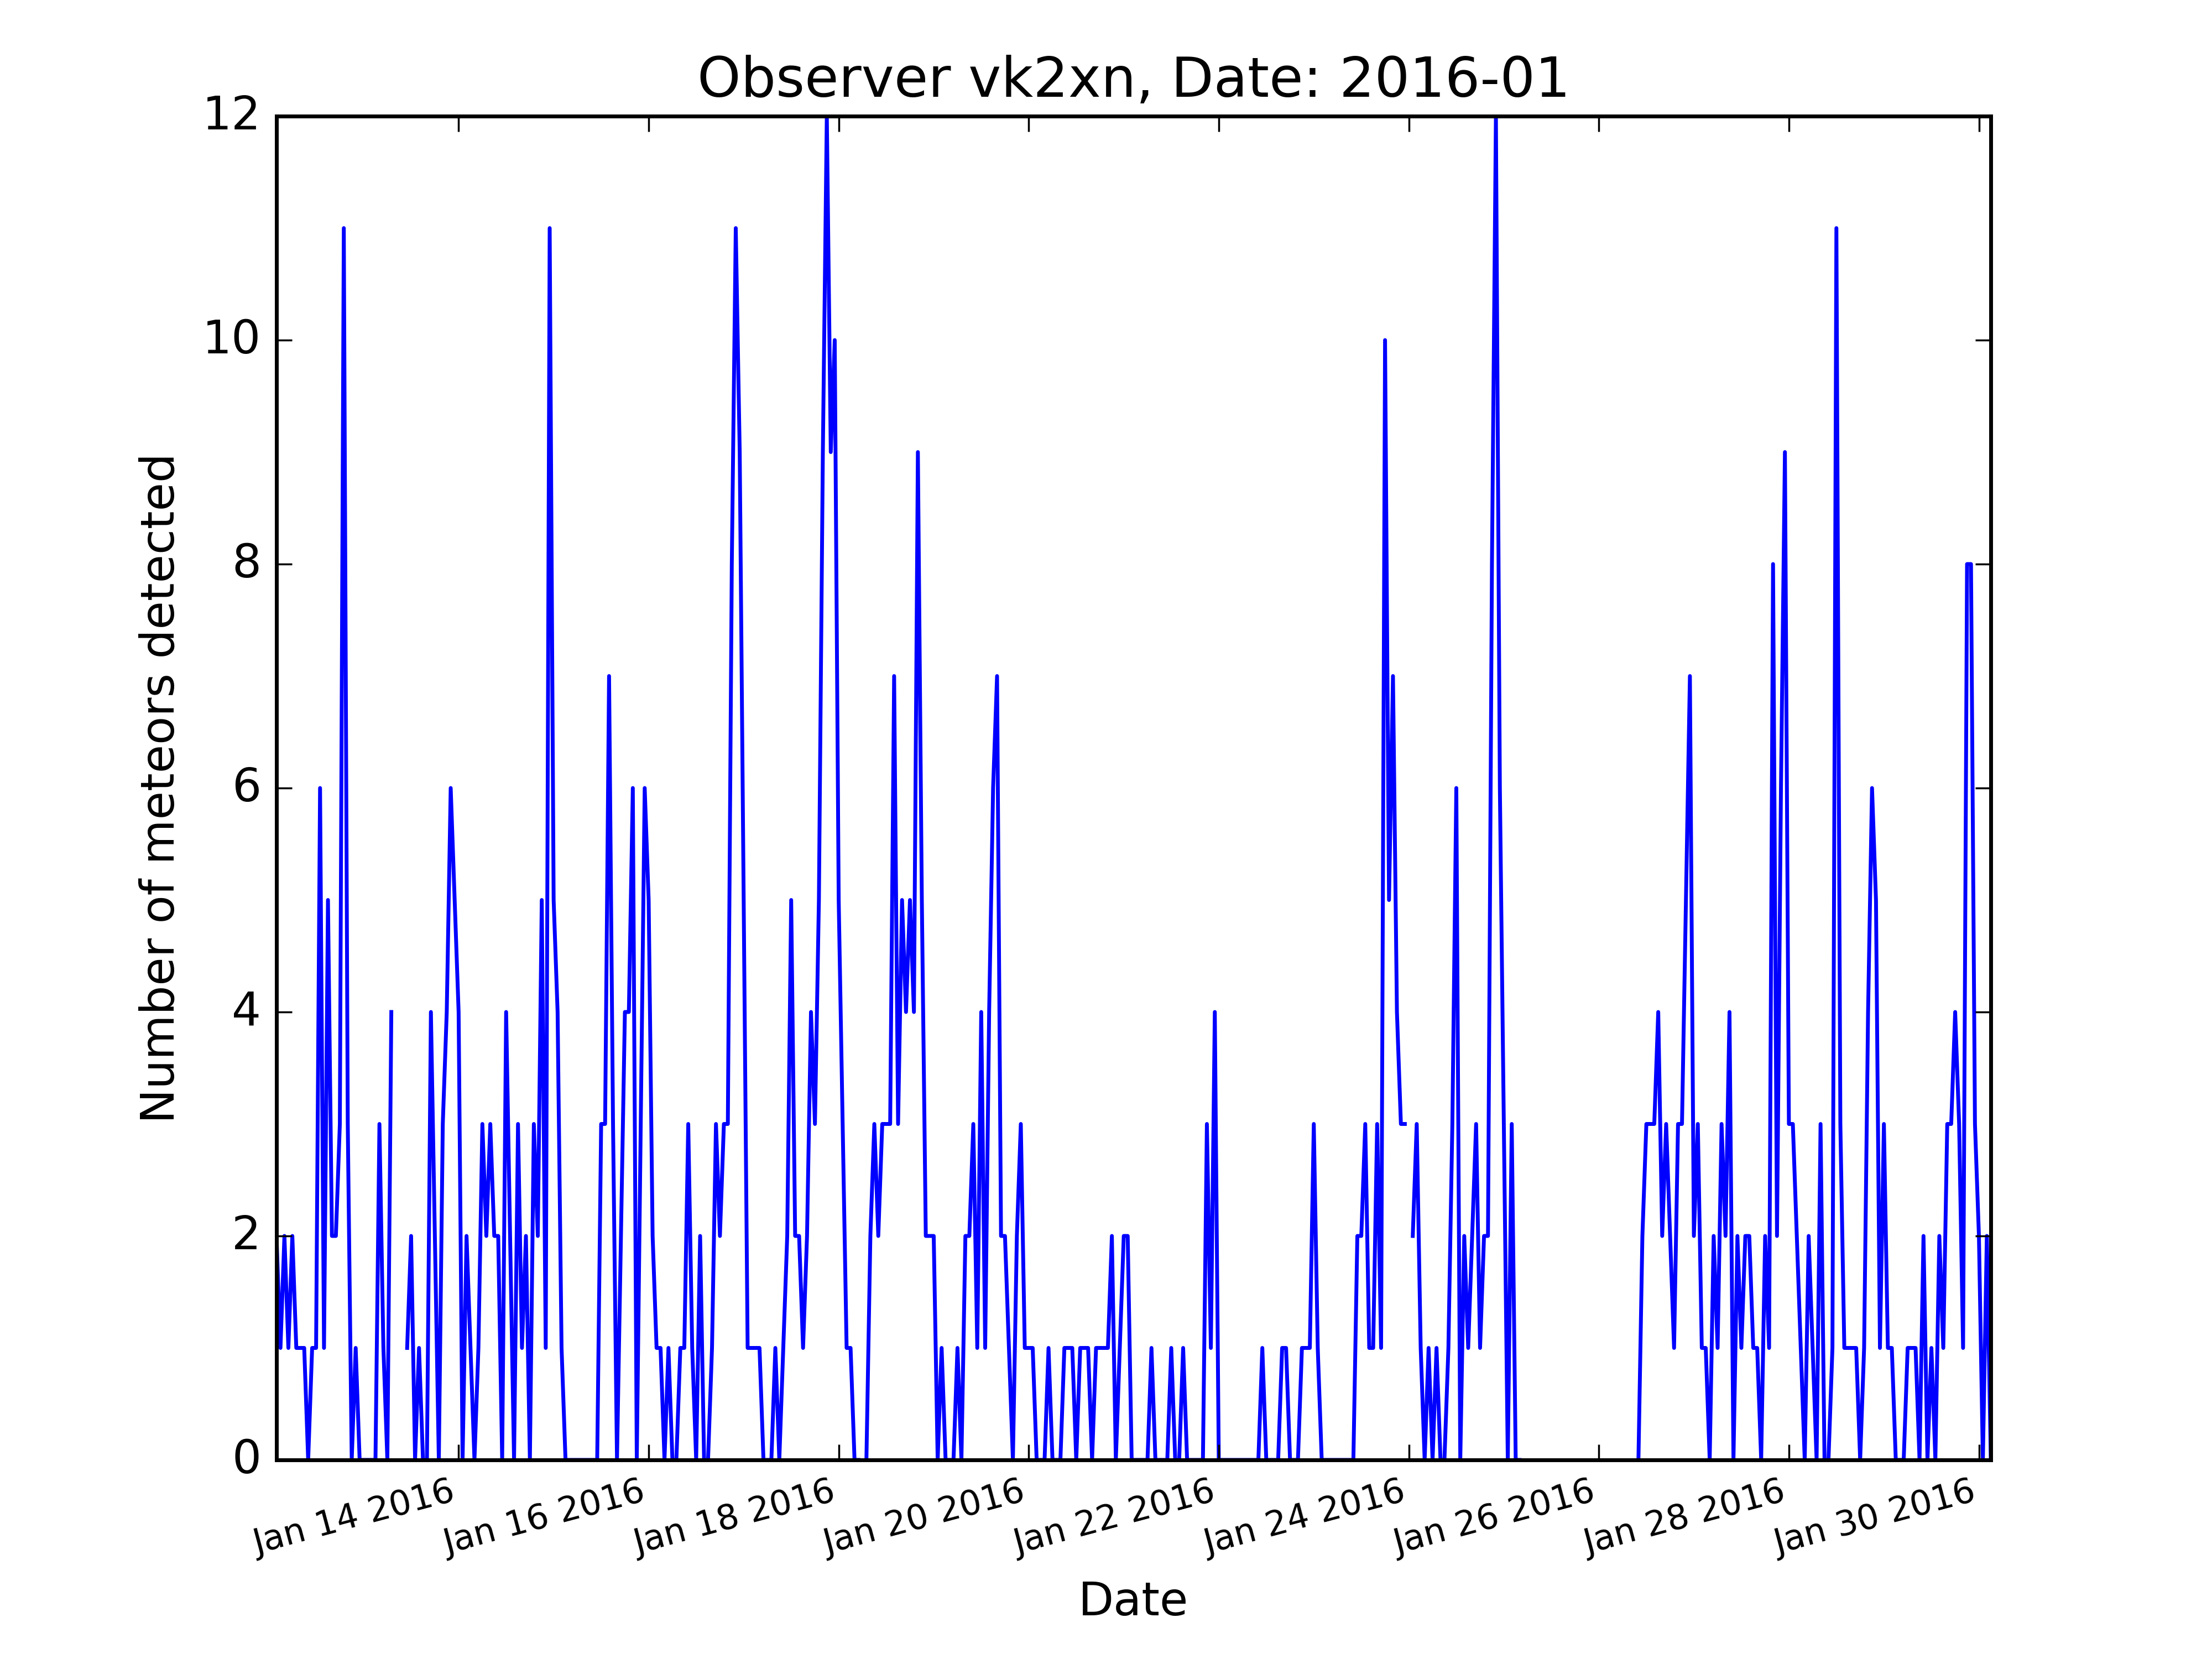 Observer vk2xn, Date: 2016-01
12
10
8
6
4
2
0
Number of meteors detected
Jan 14 2016
Jan 16 2016
Jan 18 2016
Jan 20 2016
Jan 22 2016
Jan 24 2016
Jan 26 2016
Jan 28 2016
Jan 30 2016
Date